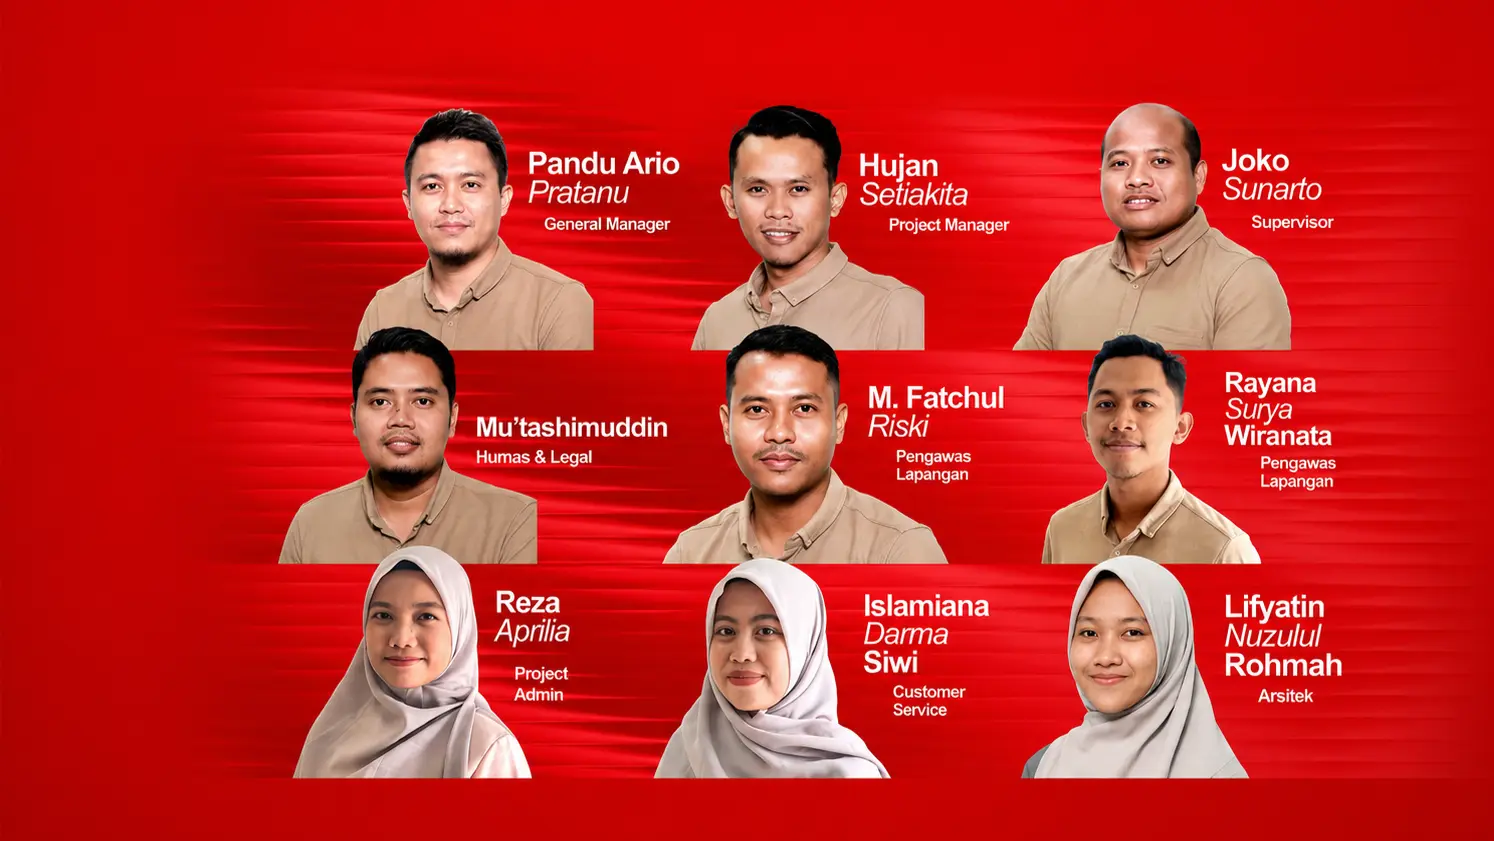 Pandu Ario
Pratanu
General Manager
Hujan
Setiakita
Project Manager
Joko
Sunarto
Supervisor
Mu’tashimuddin
Humas & Legal
M. Fatchul
Riski
Pengawas
Lapangan
Rayana
Surya
Wiranata
Pengawas
Lapangan
Reza
Aprilia
Project
Admin
Islamiana
Darma
Siwi
Customer
Service
Lifyatin
Nuzulul
Rohmah
Arsitek